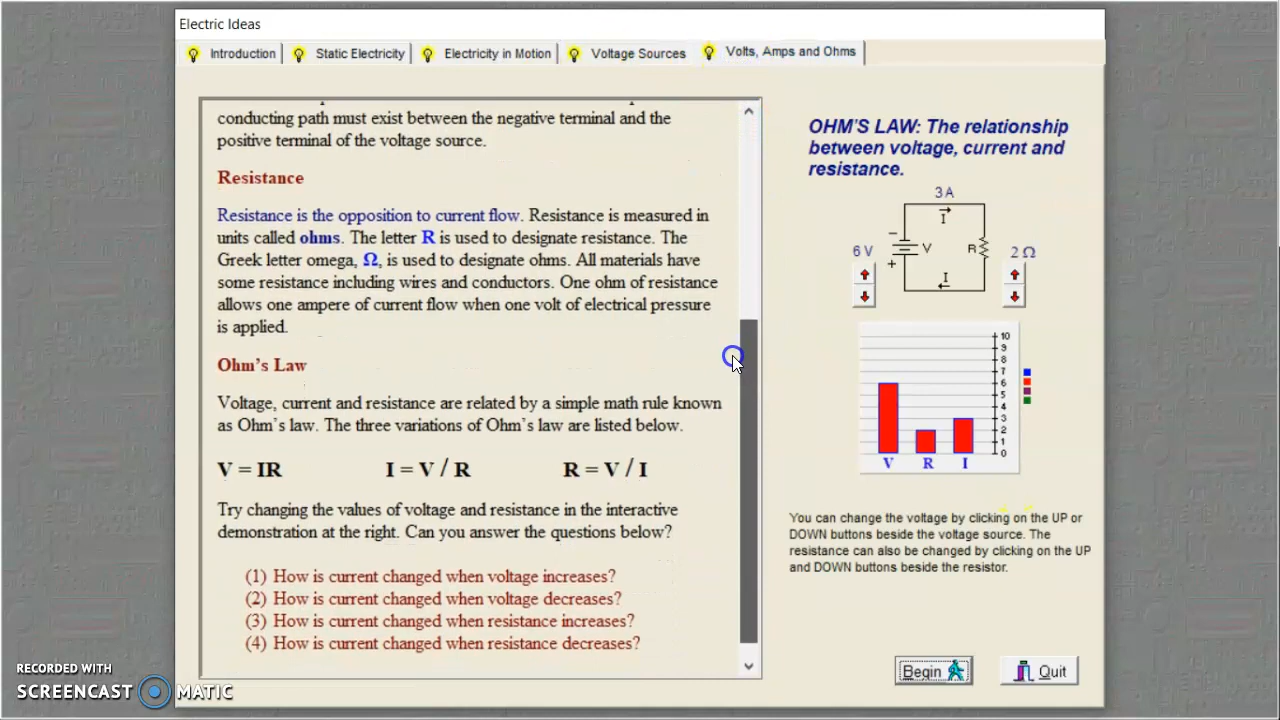 Electric Ideas
Introduction
Static Electricity
Electricity in Motion
Voltage Sources
Volts, Amps and Ohms
conducting path must exist between the negative terminal and the
positive terminal of the voltage source.
Resistance
Resistance is the opposition to current flow. Resistance is measured in
units called ohms. The letter R is used to designate resistance. The
Greek letter omega, Ω, is used to designate ohms. All materials have
some resistance including wires and conductors. One ohm of resistance
allows one ampere of current flow when one volt of electrical pressure
is applied.
Ohm's Law
Voltage, current and resistance are related by a simple math rule known
as Ohm's law. The three variations of Ohm's law are listed below.
V = IR I = V / R R = V / I
Try changing the values of voltage and resistance in the interactive
demonstration at the right. Can you answer the questions below?
(1) How is current changed when voltage increases?
(2) How is current changed when voltage decreases?
(3) How is current changed when resistance increases?
(4) How is current changed when resistance decreases?
OHM'S LAW: The relationship
between voltage, current and
resistance.
3 A
I
6 V
−
V
R
2 Ω
+
I
10
9
8
7
6
5
4
3
2
1
0
V R I
You can change the voltage by clicking on the UP or
DOWN buttons beside the voltage source. The
resistance can also be changed by clicking on the UP
and DOWN buttons beside the resistor.
Begin
Quit
RECORDED WITH
SCREENCAST MATIC